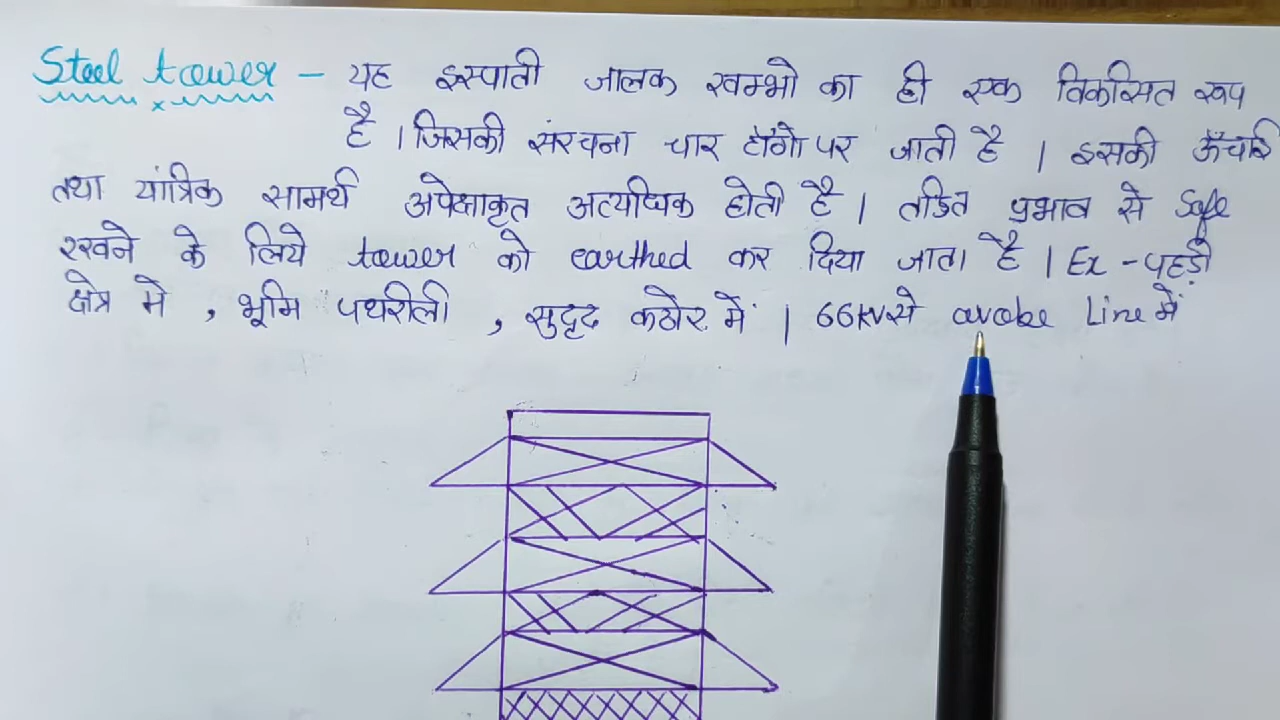 Steel tower – यह इस्पाती जालक खम्भो का ही एक विकसित रूप
है । जिसकी संरचना चार टाँगो पर जाती है । इसकी ऊँचाई
तथा यांत्रिक सामर्थ अपेक्षाकृत अत्यधिक होती है । तडित प्रभाव से Safe
रखने के लिये tower को earthed कर दिया जाता है । Ex - पहड़ी
क्षेत्र मे , भूमि पथरीली , सुदृढ कठोर में । 66kv से avobe Line में